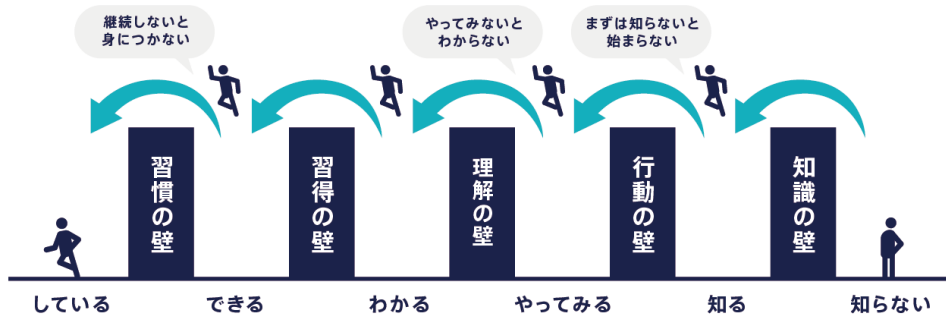 継続しないと
身につかない
やってみないと
わからない
まずは知らないと
始まらない
習慣の壁
習得の壁
理解の壁
行動の壁
知識の壁
している
できる
わかる
やってみる
知る
知らない